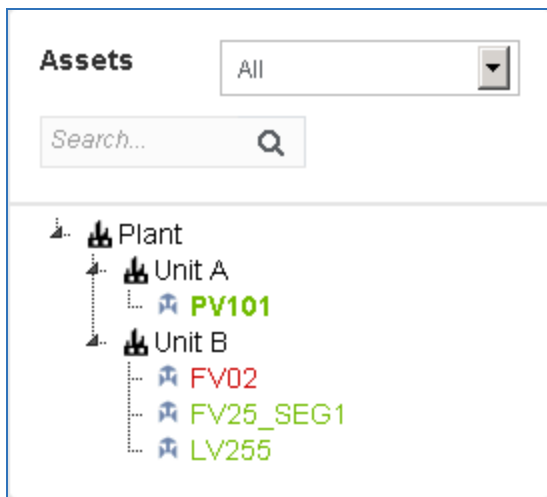 Assets
All
Search...
Plant
Unit A
PV101
Unit B
FV02
FV25_SEG1
LV255